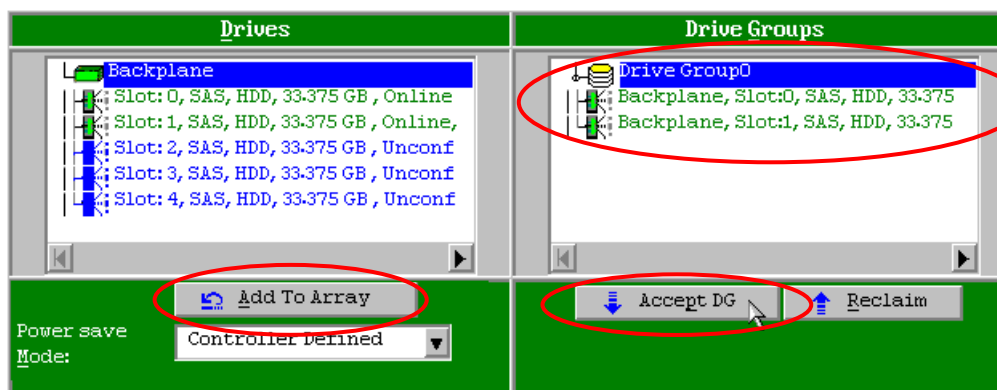 Drives
Backplane
Slot: 0, SAS, HDD, 33.375 GB , Online
Slot: 1, SAS, HDD, 33.375 GB , Online,
Slot: 2, SAS, HDD, 33.375 GB , Unconf
Slot: 3, SAS, HDD, 33.375 GB , Unconf
Slot: 4, SAS, HDD, 33.375 GB , Unconf
Add To Array
Power save
Mode:
Controller Defined
Drive Groups
Drive Group0
Backplane, Slot:0, SAS, HDD, 33.375
Backplane, Slot:1, SAS, HDD, 33.375
Accept DG
Reclaim